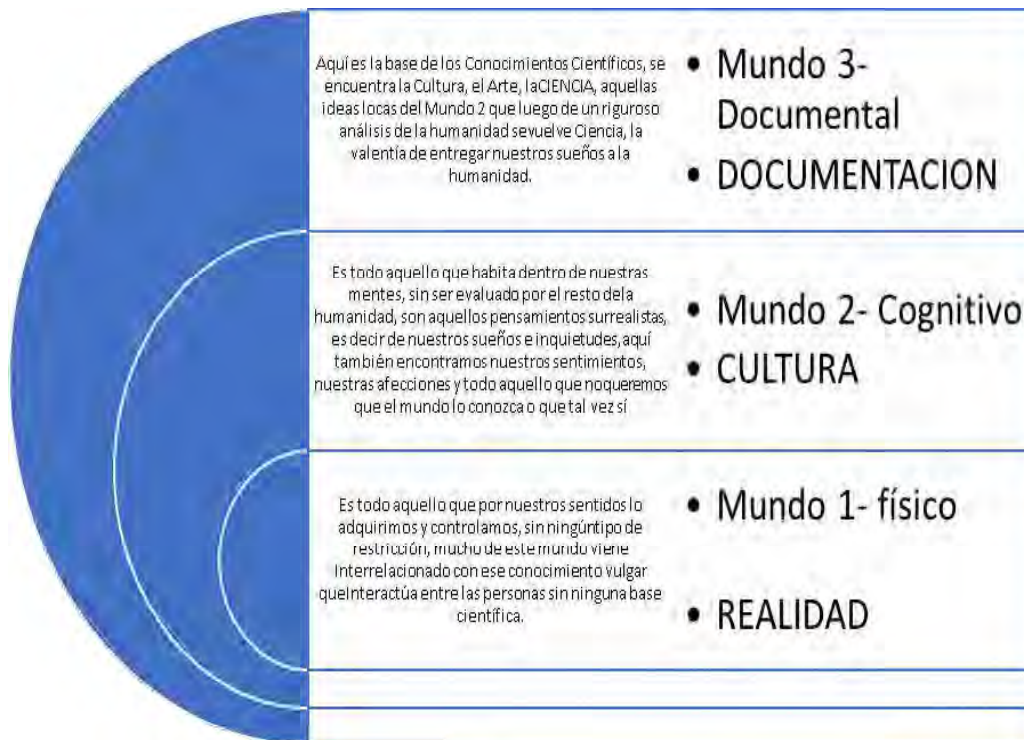 Aquí es la base de los Conocimientos Científicos, se
encuentra la Cultura, el Arte, laCIENCIA, aquellas
ideas locas del Mundo 2 que luego de un riguroso
análisis de la humanidad sevuelve Ciencia, la
valentía de entregar nuestros sueños a la
humanidad.
• Mundo 3-
Documental
• DOCUMENTACION
Es todo aquello que habita dentro de nuestras
mentes, sin ser evaluado por el resto dela
humanidad, son aquellos pensamientos surrealistas,
es decir de nuestros sueños e inquietudes,aquí
también encontramos nuestros sentimientos,
nuestras afecciones y todo aquello que noqueremos
que el mundo lo conozca o que tal vez sí
• Mundo 2- Cognitivo
• CULTURA
Es todo aquello que por nuestros sentidos lo
adquirimos y controlamos, sin ningúntipo de
restricción, mucho de este mundo viene
Interrelacionado con ese conocimiento vulgar
queInteractúa entre las personas sin ninguna base
científica.
• Mundo 1- físico
• REALIDAD